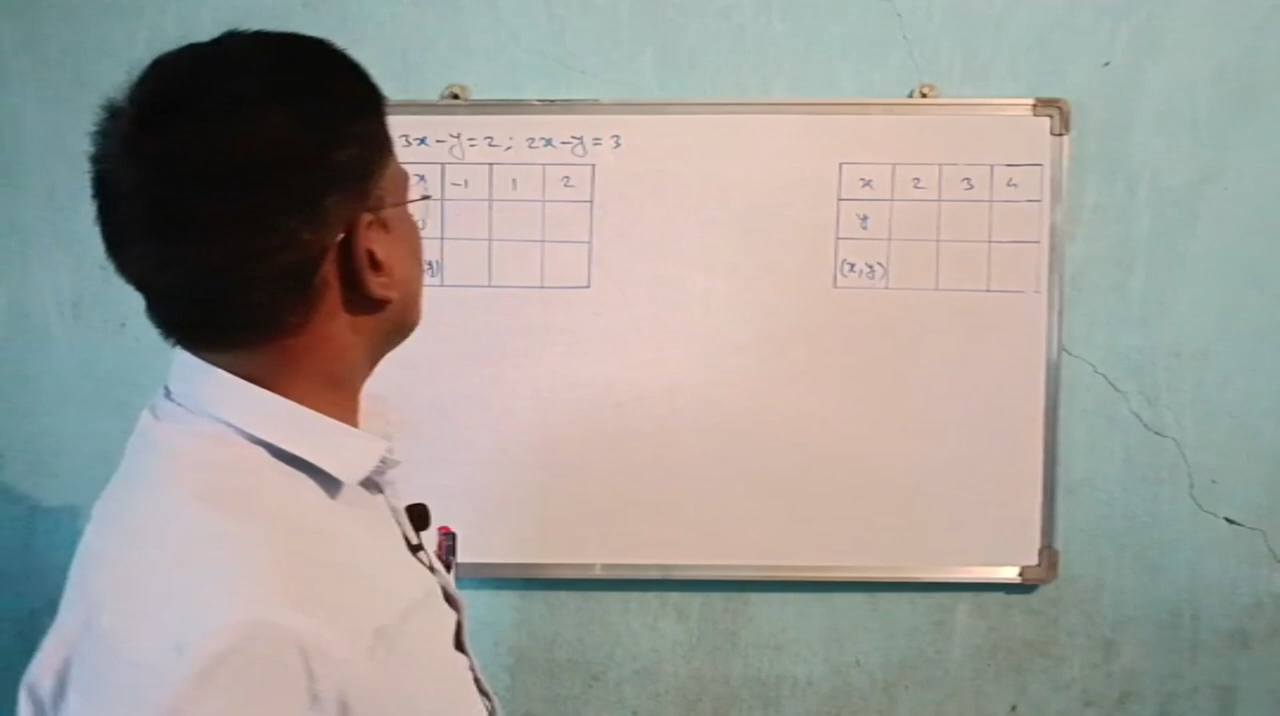 3x-y=2; 2x-y=3
x -1 1 2
x 2 3 4
y
(x,y)